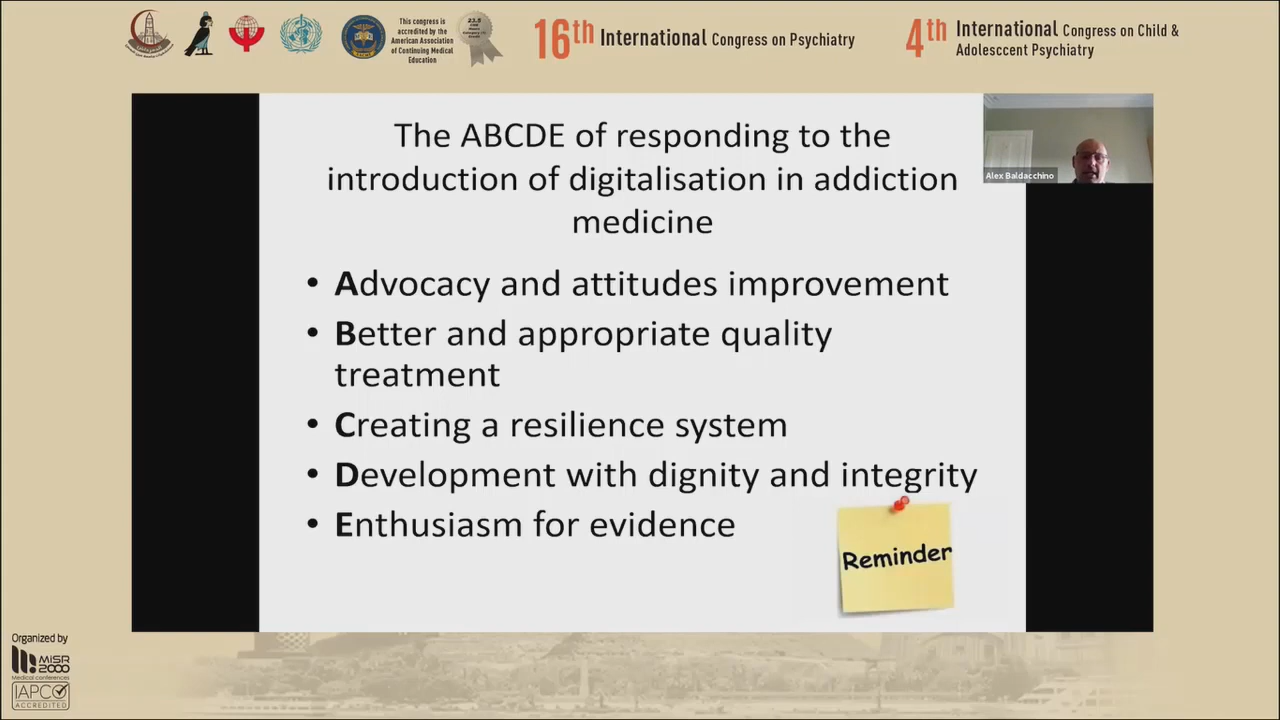 This congress is
accredited by the
American Association
of Continuing Medical
Education
16th International Congress on Psychiatry
4th International Congress on Child &
Adolesccent Psychiatry
The ABCDE of responding to the
introduction of digitalisation in addiction
medicine
Alex Baldacchino
• Advocacy and attitudes improvement
• Better and appropriate quality
treatment
• Creating a resilience system
• Development with dignity and integrity
• Enthusiasm for evidence
Reminder
Organized by
MISR
2000
Medical conferences
IAPCO
ACCREDITED